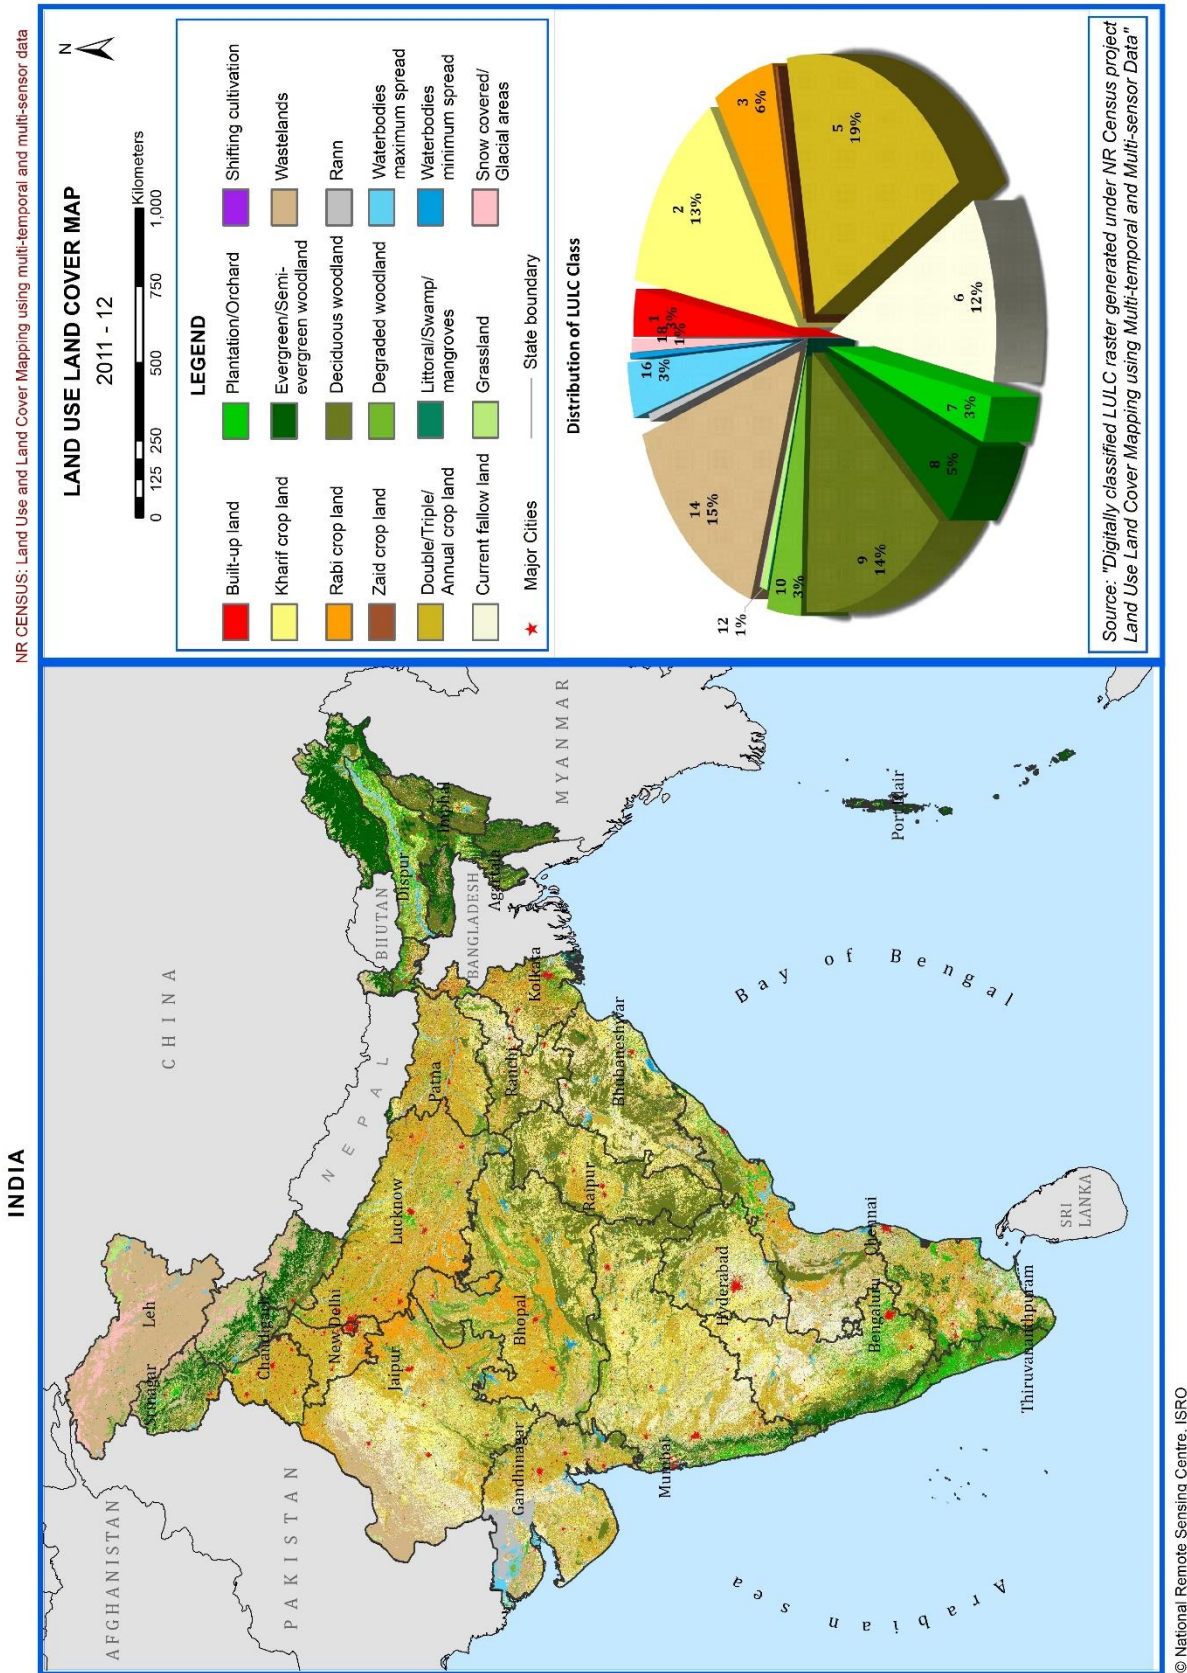 NR CENSUS: Land Use and Land Cover Mapping using multi-temporal and multi-sensor data
INDIA
CHINA
AFGHANISTAN
PAKISTAN
NEPAL
BHUTAN
BANGLADESH
MYANMAR
SRI
LANKA
Bay of Bengal
Arabian sea
Leh
Srinagar
Chandigarh
New Delhi
Jaipur
Lucknow
Patna
Dispur
Imphal
Agartala
Gandhinagar
Bhopal
Ranchi
Kolkata
Raipur
Bhubaneshwar
Mumbai
Hyderabad
Bengaluru
Chennai
Thiruvananthpuram
Port Blair
LAND USE LAND COVER MAP
2011 - 12
N
0 125 250 500 750 1,000
Kilometers
LEGEND
Built-up land
Kharif crop land
Rabi crop land
Zaid crop land
Double/Triple/
Annual crop land
Current fallow land
Major Cities
Plantation/Orchard
Evergreen/Semi-
evergreen woodland
Deciduous woodland
Degraded woodland
Littoral/Swamp/
mangroves
Grassland
State boundary
Shifting cultivation
Wastelands
Rann
Waterbodies
maximum spread
Waterbodies
minimum spread
Snow covered/
Glacial areas
Distribution of LULC Class
1
3%
2
13%
3
6%
5
19%
6
12%
7
3%
8
5%
9
14%
10
3%
12
1%
14
15%
16
3%
18
1%
Source: "Digitally classified LULC raster generated under NR Census project
Land Use Land Cover Mapping using Multi-temporal and Multi-sensor Data"
© National Remote Sensing Centre, ISRO